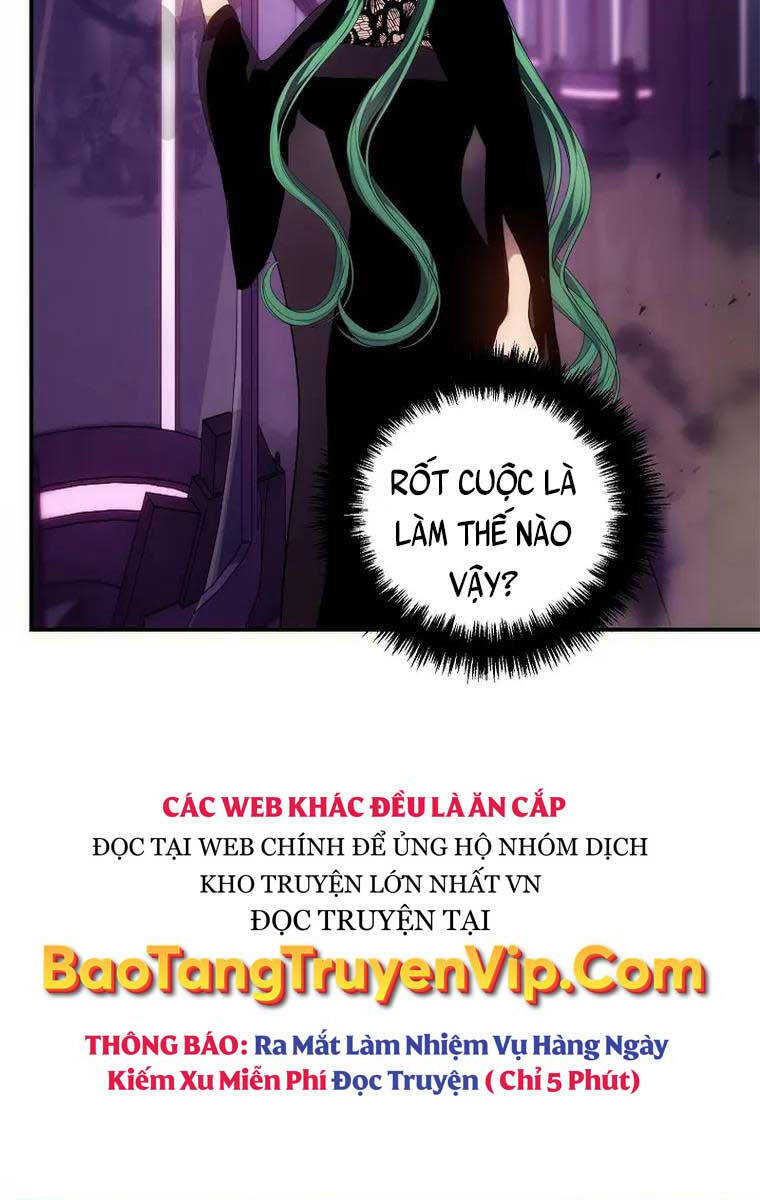 RỐT CUỘC LÀ
LÀM THẾ NÀO
VẬY?
CÁC WEB KHÁC ĐỀU LÀ ĂN CẮP
ĐỌC TẠI WEB CHÍNH ĐỂ ỦNG HỘ NHÓM DỊCH
KHO TRUYỆN LỚN NHẤT VN
ĐỌC TRUYỆN TẠI
BaoTangTruyenVip.Com
THÔNG BÁO: Ra Mắt Làm Nhiệm Vụ Hàng Ngày
Kiếm Xu Miễn Phí Đọc Truyện ( Chỉ 5 Phút)